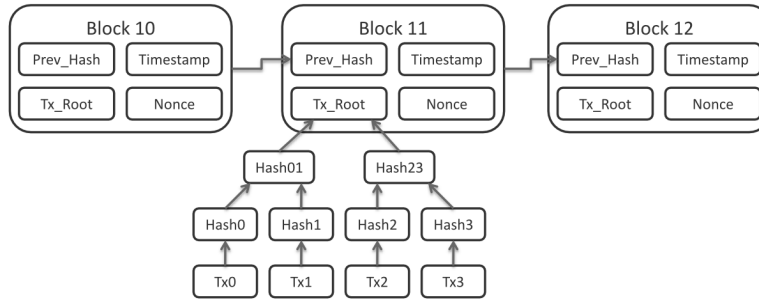 Block 10 Block 11 Block 12
Prev_Hash Timestamp Prev_Hash Timestamp Prev_Hash Timestamp
Tx_Root Nonce Tx_Root Nonce Tx_Root Nonce
Hash01 Hash23
Hash0 Hash1 Hash2 Hash3
Tx0 Tx1 Tx2 Tx3